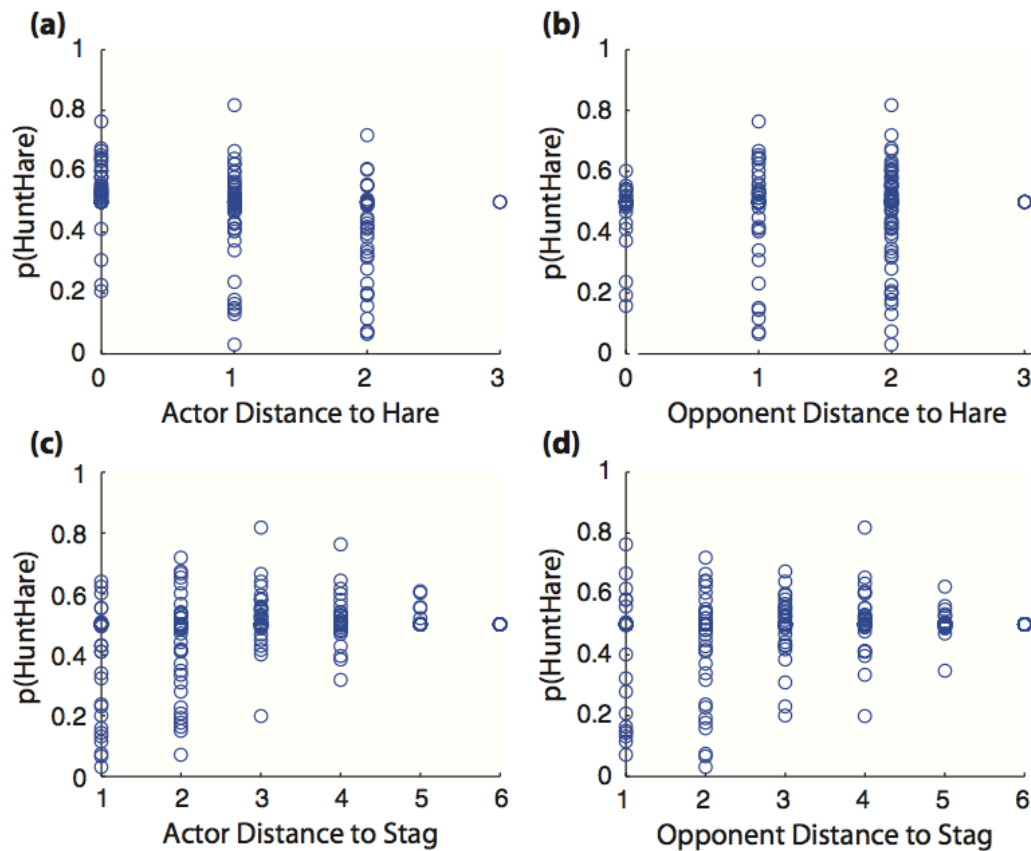 (a)
1
0.8
0.6
0.4
0.2
0
p(HuntHare)
0 1 2 3
Actor Distance to Hare
(b)
1
0.8
0.6
0.4
0.2
0
p(HuntHare)
0 1 2 3
Opponent Distance to Hare
(c)
1
0.8
0.6
0.4
0.2
0
p(HuntHare)
1 2 3 4 5 6
Actor Distance to Stag
(d)
1
0.8
0.6
0.4
0.2
0
p(HuntHare)
1 2 3 4 5 6
Opponent Distance to Stag